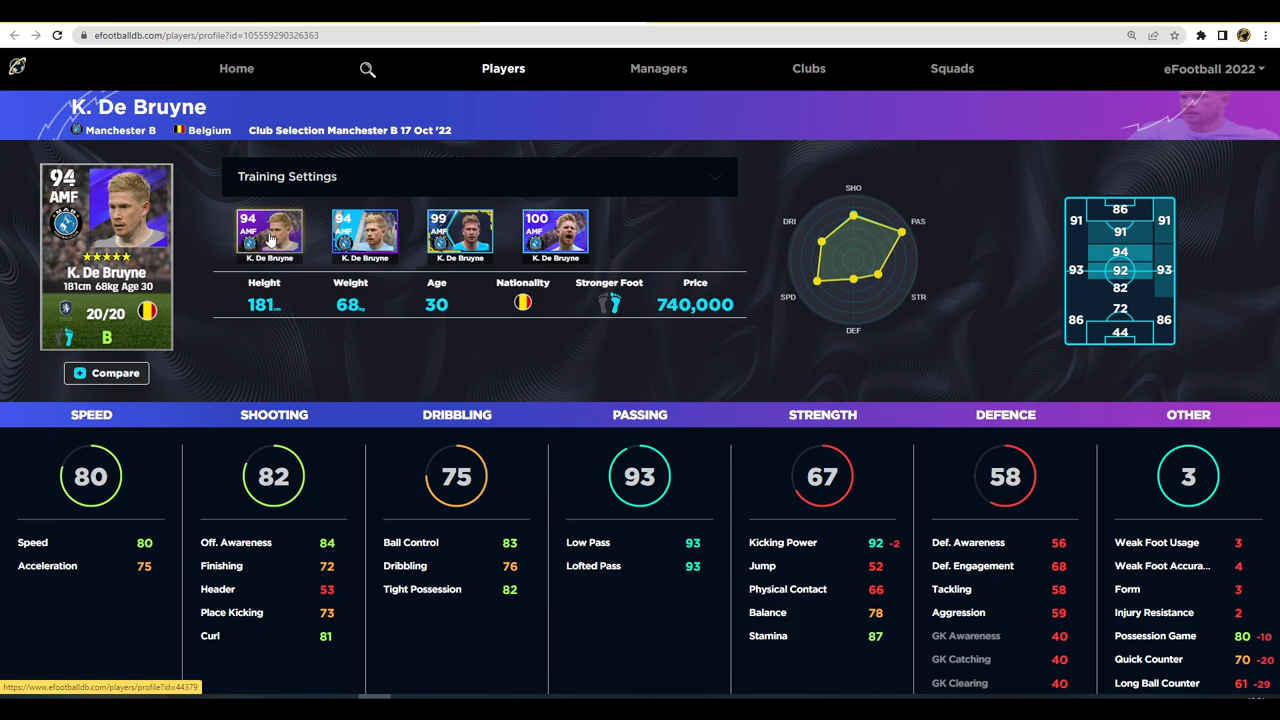 efootballdb.com/players/profile?id=105559290326363
Home
Players
Managers
Clubs
Squads
eFootball 2022
K. De Bruyne
Manchester B
Belgium
Club Selection Manchester B 17 Oct '22
94
AMF
K. De Bruyne
181cm 68kg Age 30
20/20
B
Compare
Training Settings
94
AMF
K. De Bruyne
94
AMF
K. De Bruyne
99
AMF
K. De Bruyne
100
AMF
K. De Bruyne
Height
Weight
Age
Nationality
Stronger Foot
Price
181cm
68kg
30
740,000
SHO
DRI
PAS
SPD
STR
DEF
86
91
91
91
94
93
92
93
82
72
86
86
44
SPEED
SHOOTING
DRIBBLING
PASSING
STRENGTH
DEFENCE
OTHER
80
82
75
93
67
58
3
Speed 80
Acceleration 75
Off. Awareness 84
Finishing 72
Header 53
Place Kicking 73
Curl 81
Ball Control 83
Dribbling 76
Tight Possession 82
Low Pass 93
Lofted Pass 93
Kicking Power 92 -2
Jump 52
Physical Contact 66
Balance 78
Stamina 87
Def. Awareness 56
Def. Engagement 68
Tackling 58
Aggression 59
GK Awareness 40
GK Catching 40
GK Clearing 40
Weak Foot Usage 3
Weak Foot Accura... 4
Form 3
Injury Resistance 2
Possession Game 80 -10
Quick Counter 70 -20
Long Ball Counter 61 -29
https://www.efootballdb.com/players/profile?id=44379